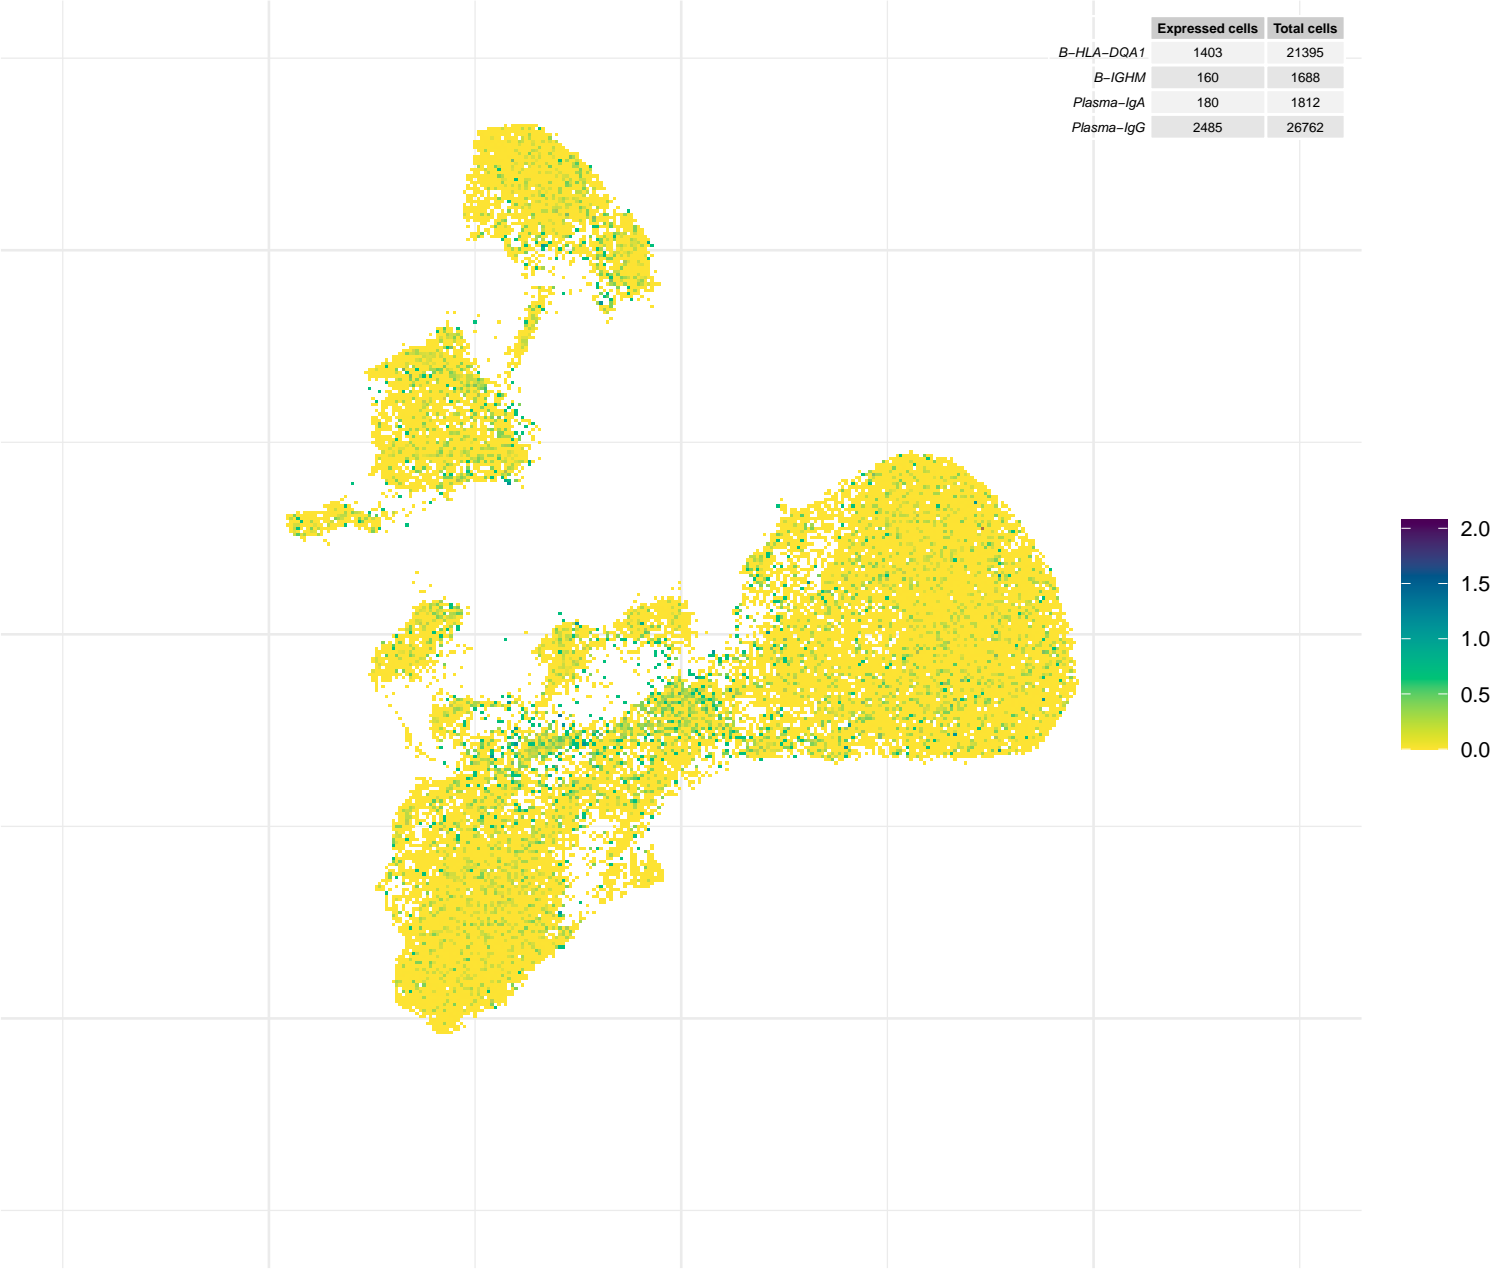 Expressed cells Total cells
B−HLA−DQA1 1403 21395
B−IGHM 160 1688
Plasma−IgA 180 1812
Plasma−IgG 2485 26762
2.0
1.5
1.0
0.5
0.0